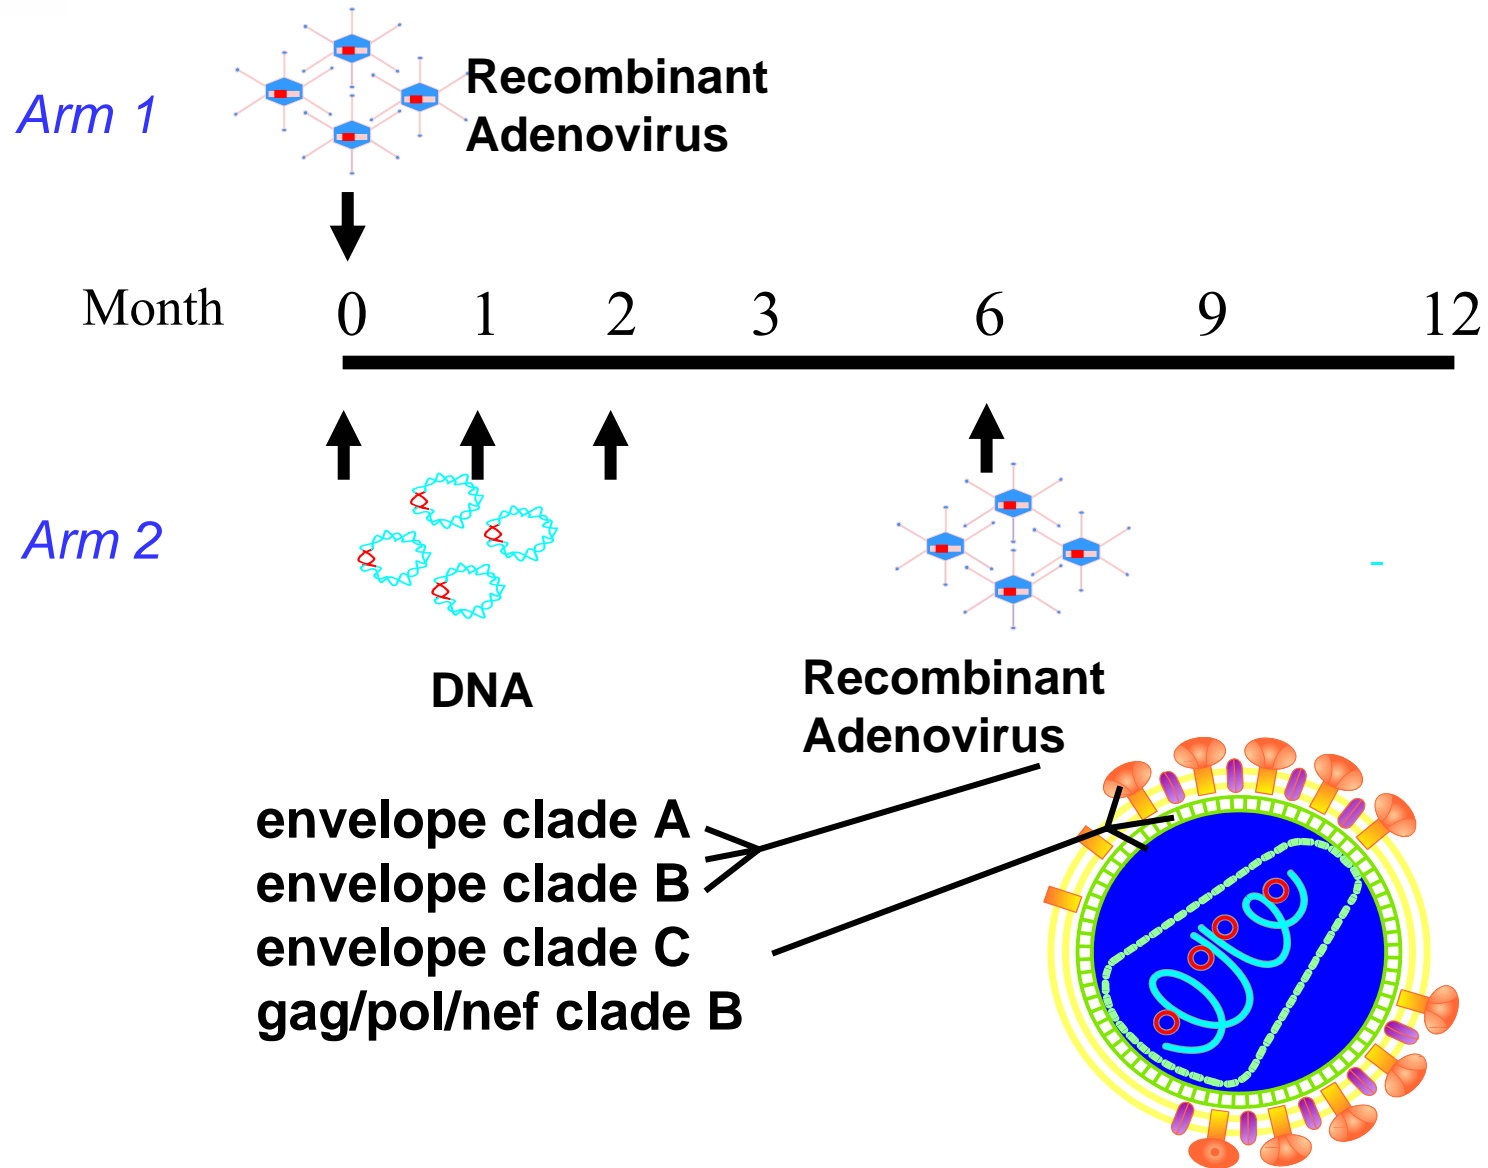 Arm 1
Recombinant
Adenovirus
Month 0 1 2 3 6 9 12
Arm 2
DNA
Recombinant
Adenovirus
envelope clade A
envelope clade B
envelope clade C
gag/pol/nef clade B